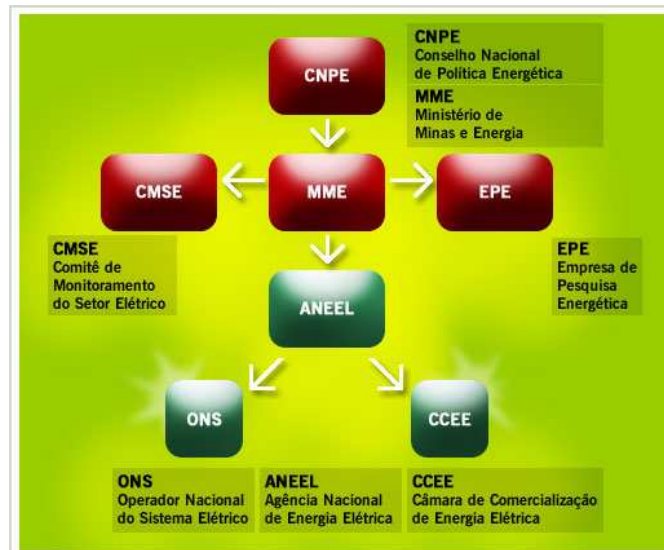 CNPE
CNPE
Conselho Nacional
de Política Energética
MME
Ministério de
Minas e Energia
CMSE
MME
EPE
CMSE
Comitê de
Monitoramento
do Setor Elétrico
EPE
Empresa de
Pesquisa
Energética
ANEEL
ONS
CCEE
ONS
Operador Nacional
do Sistema Elétrico
ANEEL
Agência Nacional
de Energia Elétrica
CCEE
Câmara de Comercialização
de Energia Elétrica